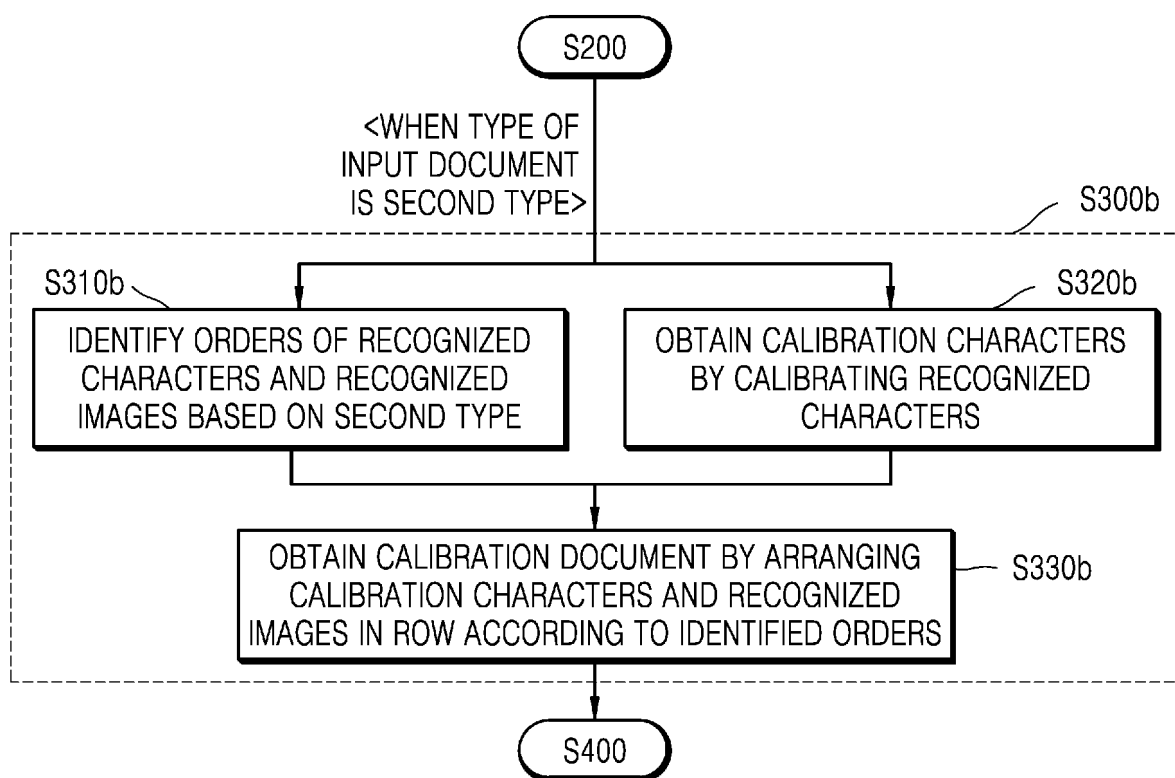 S200
<WHEN TYPE OF
INPUT DOCUMENT
IS SECOND TYPE>
S300b
S310b
S320b
IDENTIFY ORDERS OF RECOGNIZED
CHARACTERS AND RECOGNIZED
IMAGES BASED ON SECOND TYPE
OBTAIN CALIBRATION CHARACTERS
BY CALIBRATING RECOGNIZED
CHARACTERS
OBTAIN CALIBRATION DOCUMENT BY ARRANGING
CALIBRATION CHARACTERS AND RECOGNIZED
IMAGES IN ROW ACCORDING TO IDENTIFIED ORDERS
S330b
S400